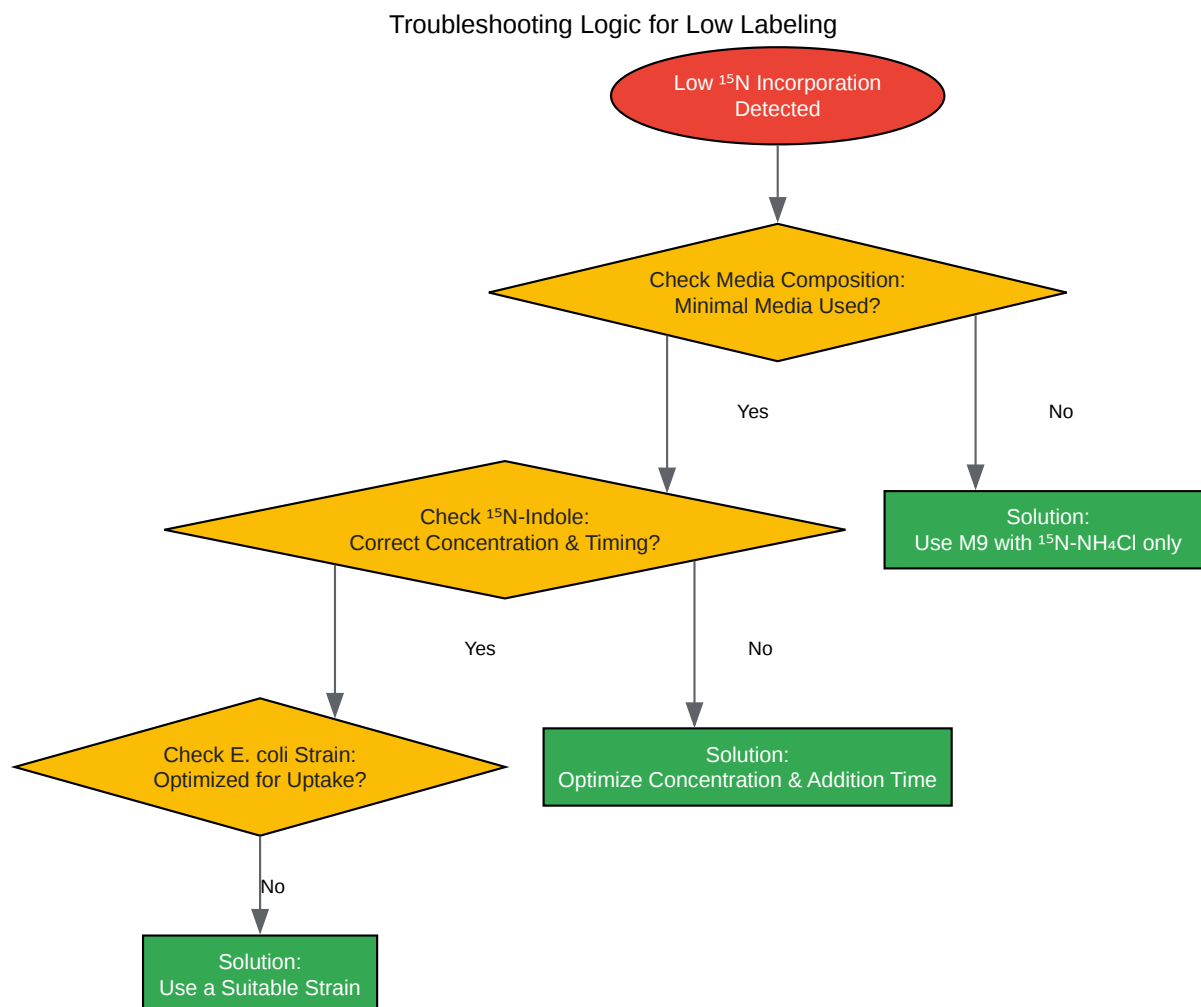 Troubleshooting Logic for Low Labeling
Low ¹⁵N Incorporation
Detected
Check Media Composition:
Minimal Media Used?
Yes
No
Check ¹⁵N-Indole:
Correct Concentration & Timing?
Solution:
Use M9 with ¹⁵N-NH₄Cl only
Yes
No
Check E. coli Strain:
Optimized for Uptake?
Solution:
Optimize Concentration & Addition Time
No
Solution:
Use a Suitable Strain